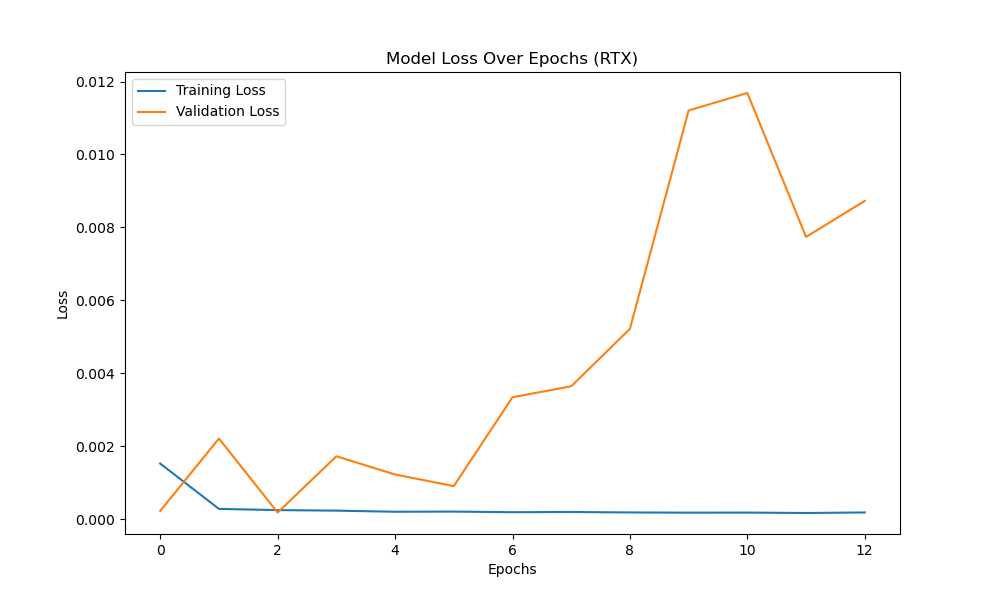 Model Loss Over Epochs (RTX)
Training Loss
Validation Loss
0.012
0.010
0.008
0.006
0.004
0.002
0.000
Loss
0 2 4 6 8 10 12
Epochs